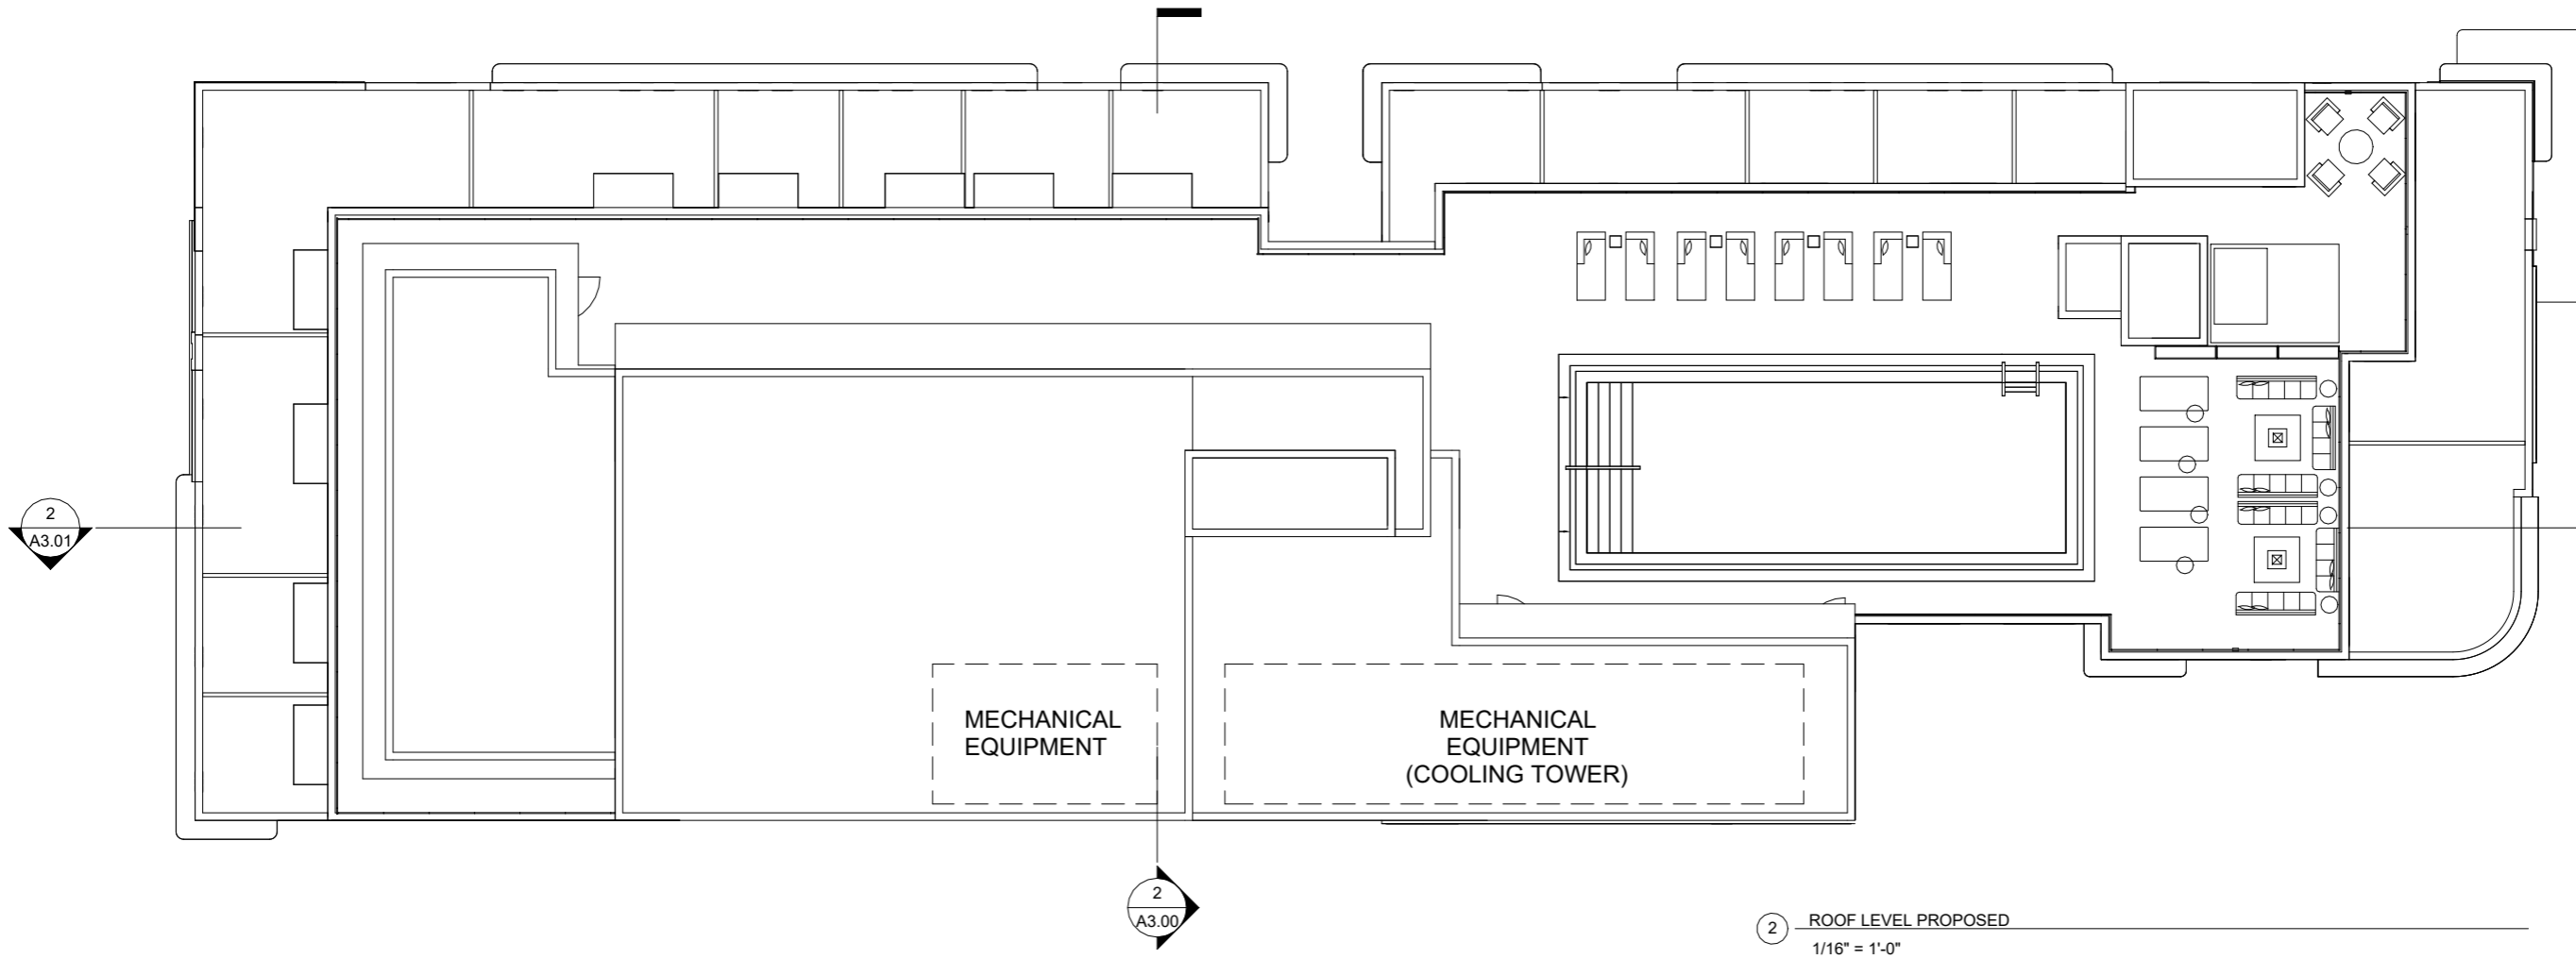 2
A3.01
MECHANICAL
EQUIPMENT
MECHANICAL
EQUIPMENT
(COOLING TOWER)
2
A3.00
2
ROOF LEVEL PROPOSED
1/16" = 1'-0"